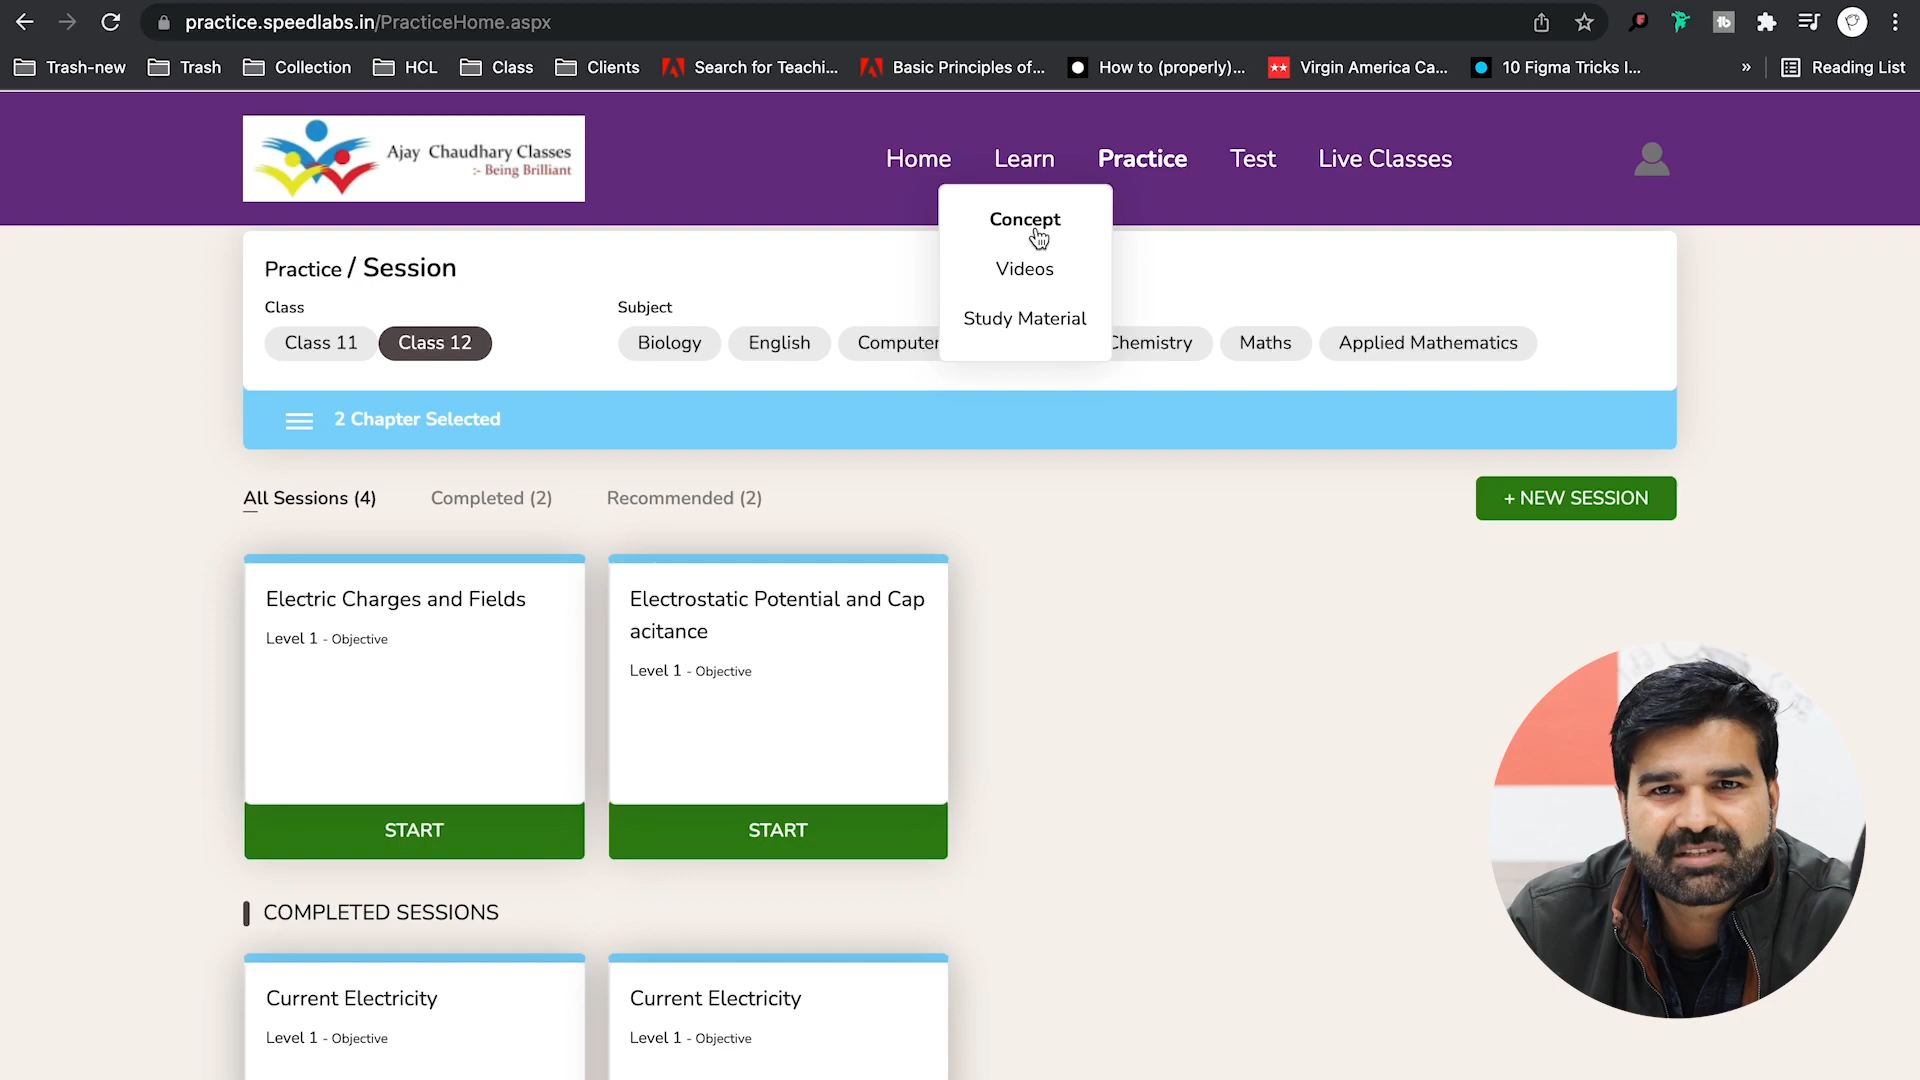 practice.speedlabs.in/PracticeHome.aspx
Trash-new Trash Collection HCL Class Clients Search for Teachi... Basic Principles of... How to (properly)... Virgin America Ca... 10 Figma Tricks I... » Reading List
Ajay Chaudhary Classes
:- Being Brilliant
Home Learn Practice Test Live Classes
Concept
Videos
Study Material
Practice / Session
Class Subject
Class 11 Class 12 Biology English Computer Chemistry Maths Applied Mathematics
2 Chapter Selected
All Sessions (4) Completed (2) Recommended (2) + NEW SESSION
Electric Charges and Fields
Level 1 - Objective
START
Electrostatic Potential and Cap
acitance
Level 1 - Objective
START
COMPLETED SESSIONS
Current Electricity
Level 1 - Objective
Current Electricity
Level 1 - Objective